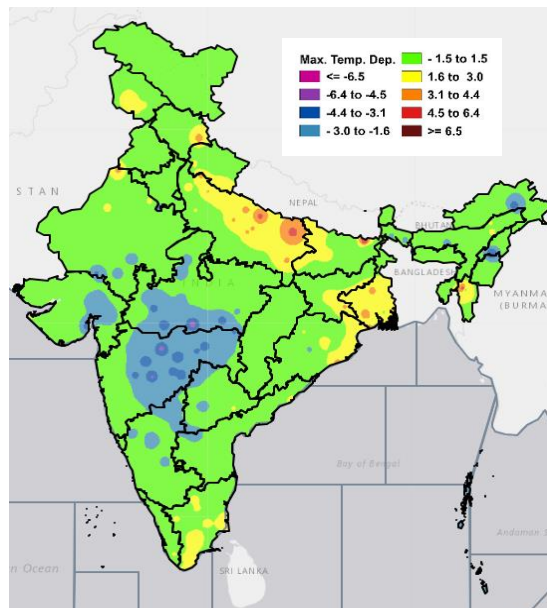 Max. Temp. Dep.
<= -6.5
-6.4 to -4.5
-4.4 to -3.1
- 3.0 to -1.6
- 1.5 to 1.5
1.6 to 3.0
3.1 to 4.4
4.5 to 6.4
>= 6.5
STAN
NEPAL
BHUTAN
INDIA
BANGLADESH
MYANMA
(BURMA
Bay of Bengal
Andaman S
SRI LANKA
n Ocean